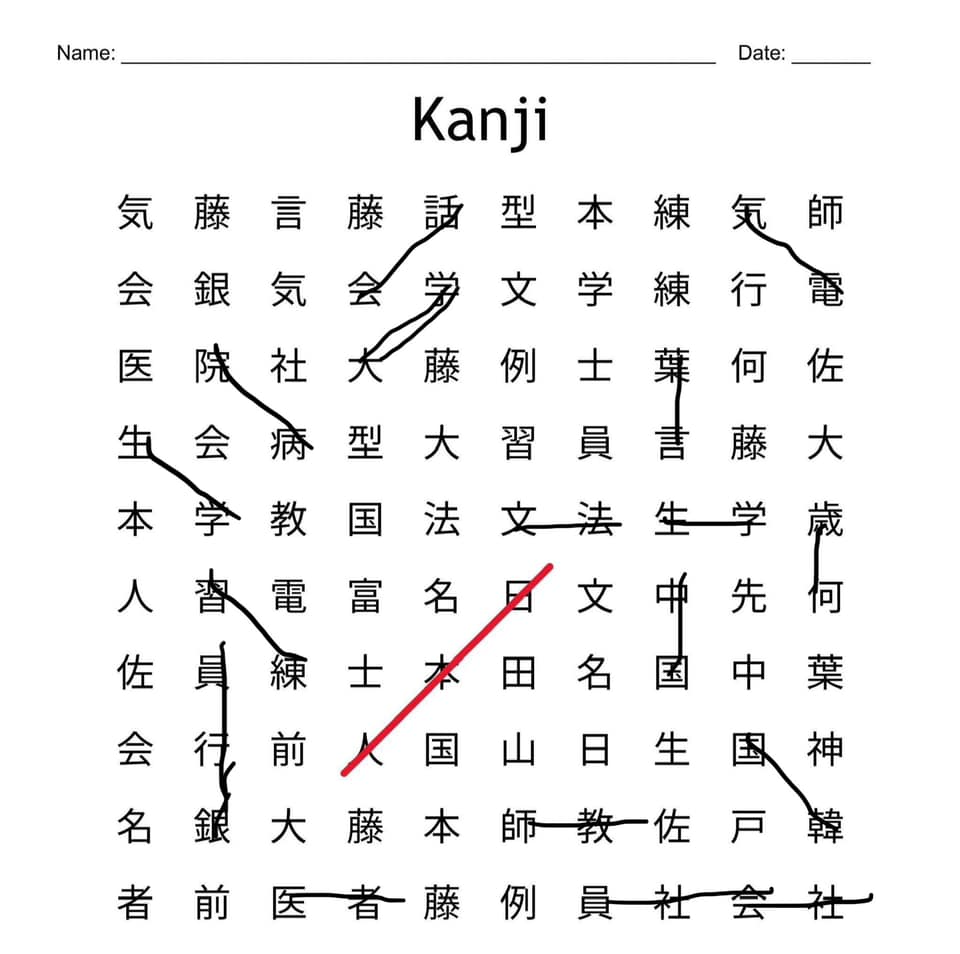 Name: ______________________________ Date: _______
Kanji
気 藤 言 藤 話 型 本 練 気 師
会 銀 気 会 学 文 学 練 行 電
医 院 社 大 藤 例 士 葉 何 佐
生 会 病 型 大 習 員 言 藤 大
本 学 教 国 法 文 法 生 学 歳
人 習 電 富 名 日 文 中 先 何
佐 員 練 士 本 田 名 国 中 葉
会 行 前 人 国 山 日 生 国 神
名 銀 大 藤 本 師 教 佐 戸 韓
者 前 医 者 藤 例 員 社 会 社